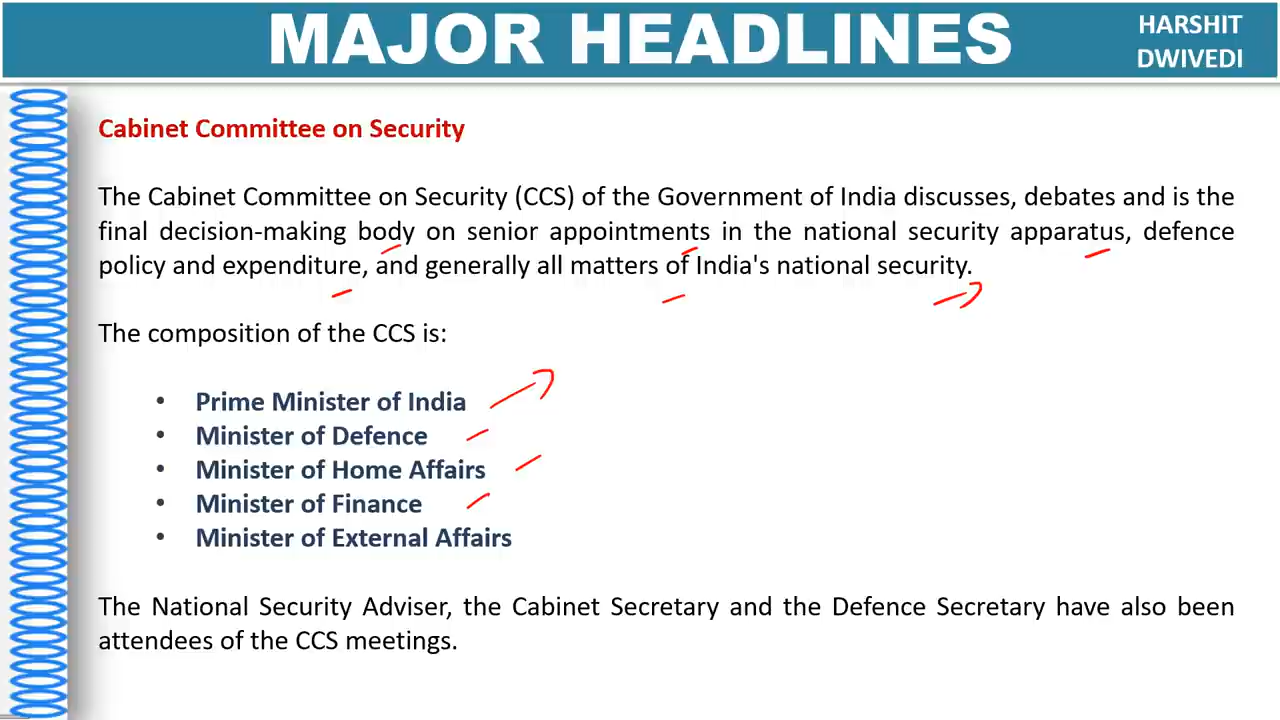 MAJOR HEADLINES
HARSHIT
DWIVEDI
Cabinet Committee on Security
The Cabinet Committee on Security (CCS) of the Government of India discusses, debates and is the
final decision-making body on senior appointments in the national security apparatus, defence
policy and expenditure, and generally all matters of India's national security.
The composition of the CCS is:
• Prime Minister of India
• Minister of Defence
• Minister of Home Affairs
• Minister of Finance
• Minister of External Affairs
The National Security Adviser, the Cabinet Secretary and the Defence Secretary have also been
attendees of the CCS meetings.